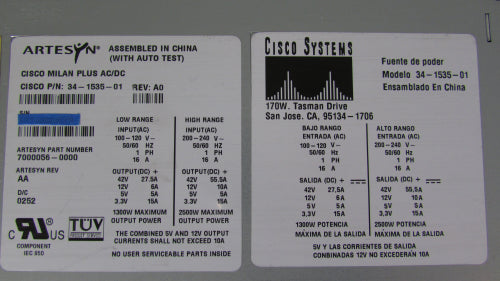 ARTESYN®
ASSEMBLED IN CHINA
(WITH AUTO TEST)
CISCO MILAN PLUS AC/DC
CISCO P/N: 34-1535-01 REV: A0
S/N
LOW RANGE HIGH RANGE
INPUT(AC) INPUT(AC)
100-120 V~ 200-240 V~
50/60 HZ 50/60 HZ
1 PH 1 PH
16 A 16 A
ARTESYN PART NUMBER
7000056-0000
ARTESYN REV
AA
D/C
0252
OUTPUT(DC) OUTPUT(DC)
42V 27.5A 42V 55.5A
12V 6A 12V 10A
5V 5A 5V 5A
3.3V 15A 3.3V 15A
1300W MAXIMUM 2500W MAXIMUM
OUTPUT POWER OUTPUT POWER
C RU US
COMPONENT
IEC 950
TÜV
THE COMBINED 5V AND 12V OUTPUT
CURRENTS SHALL NOT EXCEED 10A
NO USER SERVICEABLE PARTS INSIDE
CISCO SYSTEMS
170W. Tasman Drive
San Jose. CA, 95134-1706
Fuente de poder
Modelo 34-1535-01
Ensamblado En China
BAJO RANGO ALTO RANGO
ENTRADA (AC) ENTRADA (AC)
100-120 V~ 200-240 V~
50/60 HZ 50/60 HZ
1 PH 1 PH
16 A 16 A
SALIDA (DC) SALIDA (DC)
42V 27.5A 42V 55.5A
12V 6A 12V 10A
5V 5A 5V 5A
3.3V 15A 3.3V 15A
1300W POTENCIA 2500W POTENCIA
MAXIMA DE SALIDA MAXIMA DE SALIDA
5V Y LAS CORRIENTES DE SALIDA
CONBINADAS 12V NO EXCEDERAN 10A